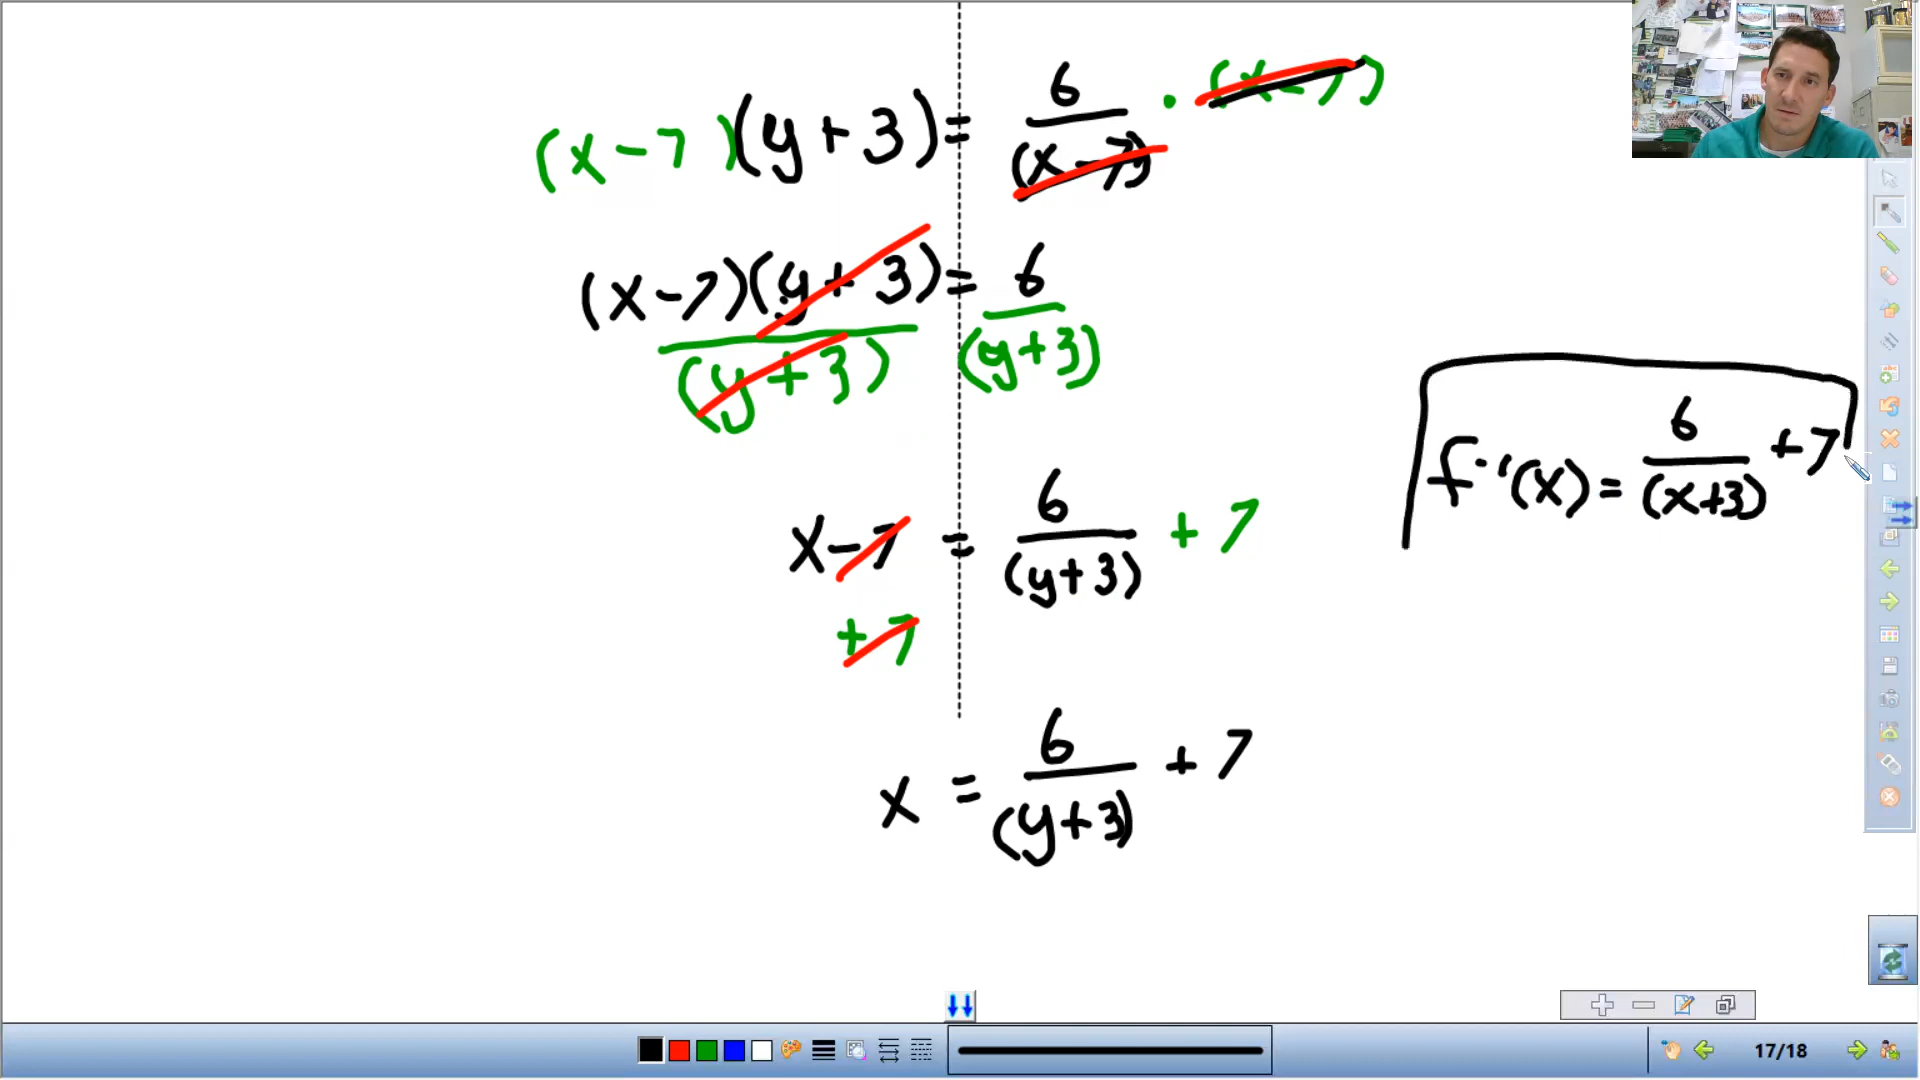 (x-7)(y+3) = 6/(x-7) · (x-7)
(x-7)(y+3)/(y+3) = 6/(y+3)
x-7 = 6/(y+3) + 7
+7
x = 6/(y+3) + 7
f⁻¹(x) = 6/(x+3) + 7
17/18